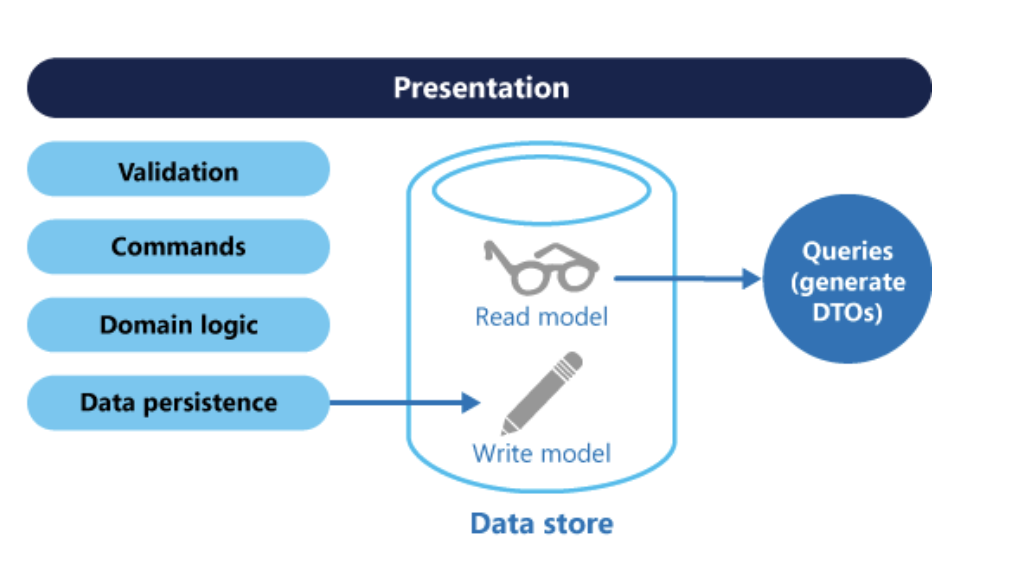 Presentation
Validation
Commands
Domain logic
Data persistence
Read model
Write model
Data store
Queries
(generate
DTOs)